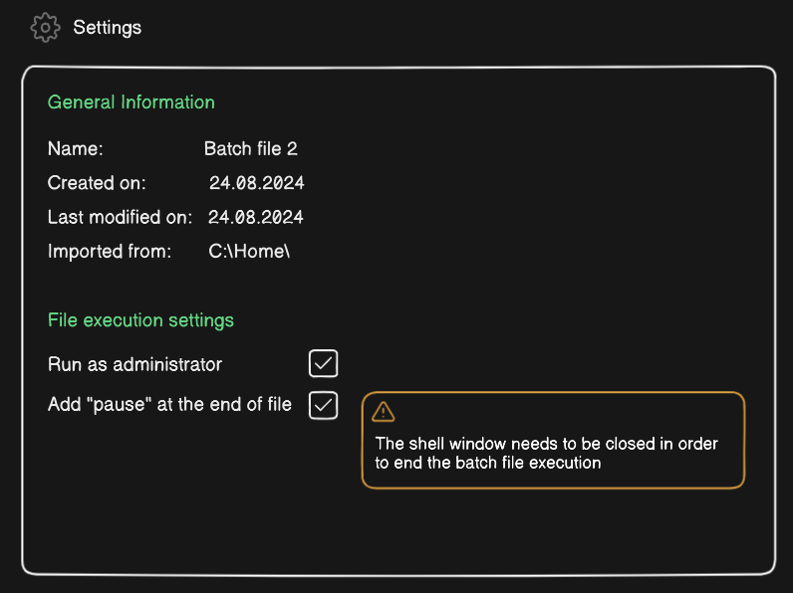 Settings
General Information
Name: Batch file 2
Created on: 24.08.2024
Last modified on: 24.08.2024
Imported from: C:\Home\
File execution settings
Run as administrator
Add "pause" at the end of file
The shell window needs to be closed in order
to end the batch file execution